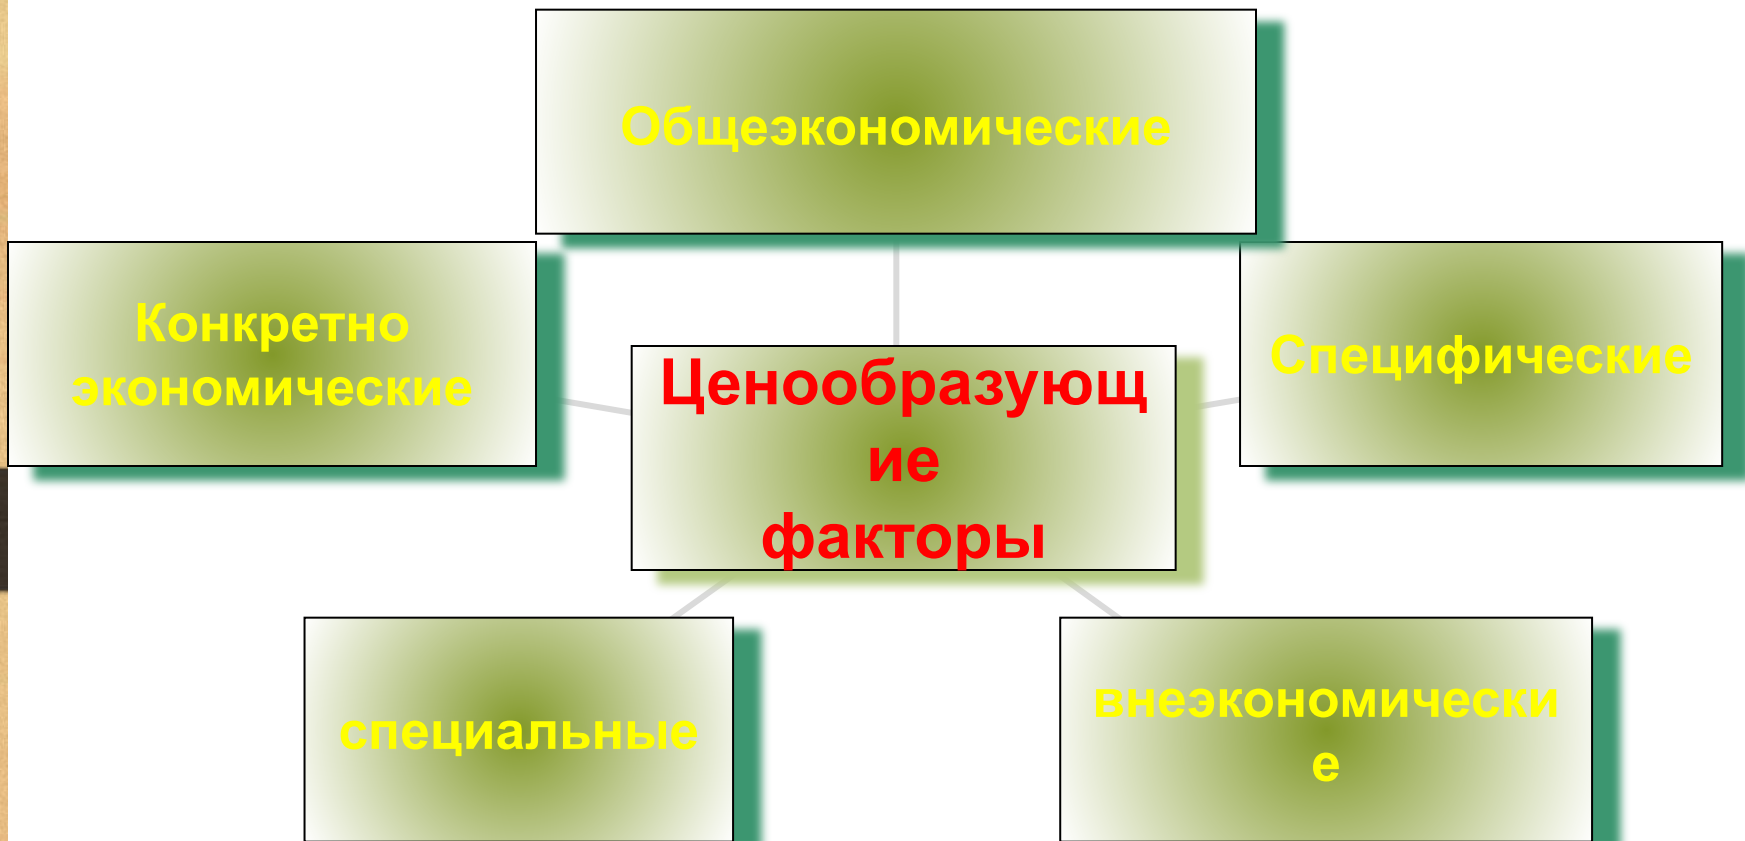 Общеэкономические
Конкретно
экономические
Специфические
Ценообразующ
ие
факторы
специальные
внеэкономически
е